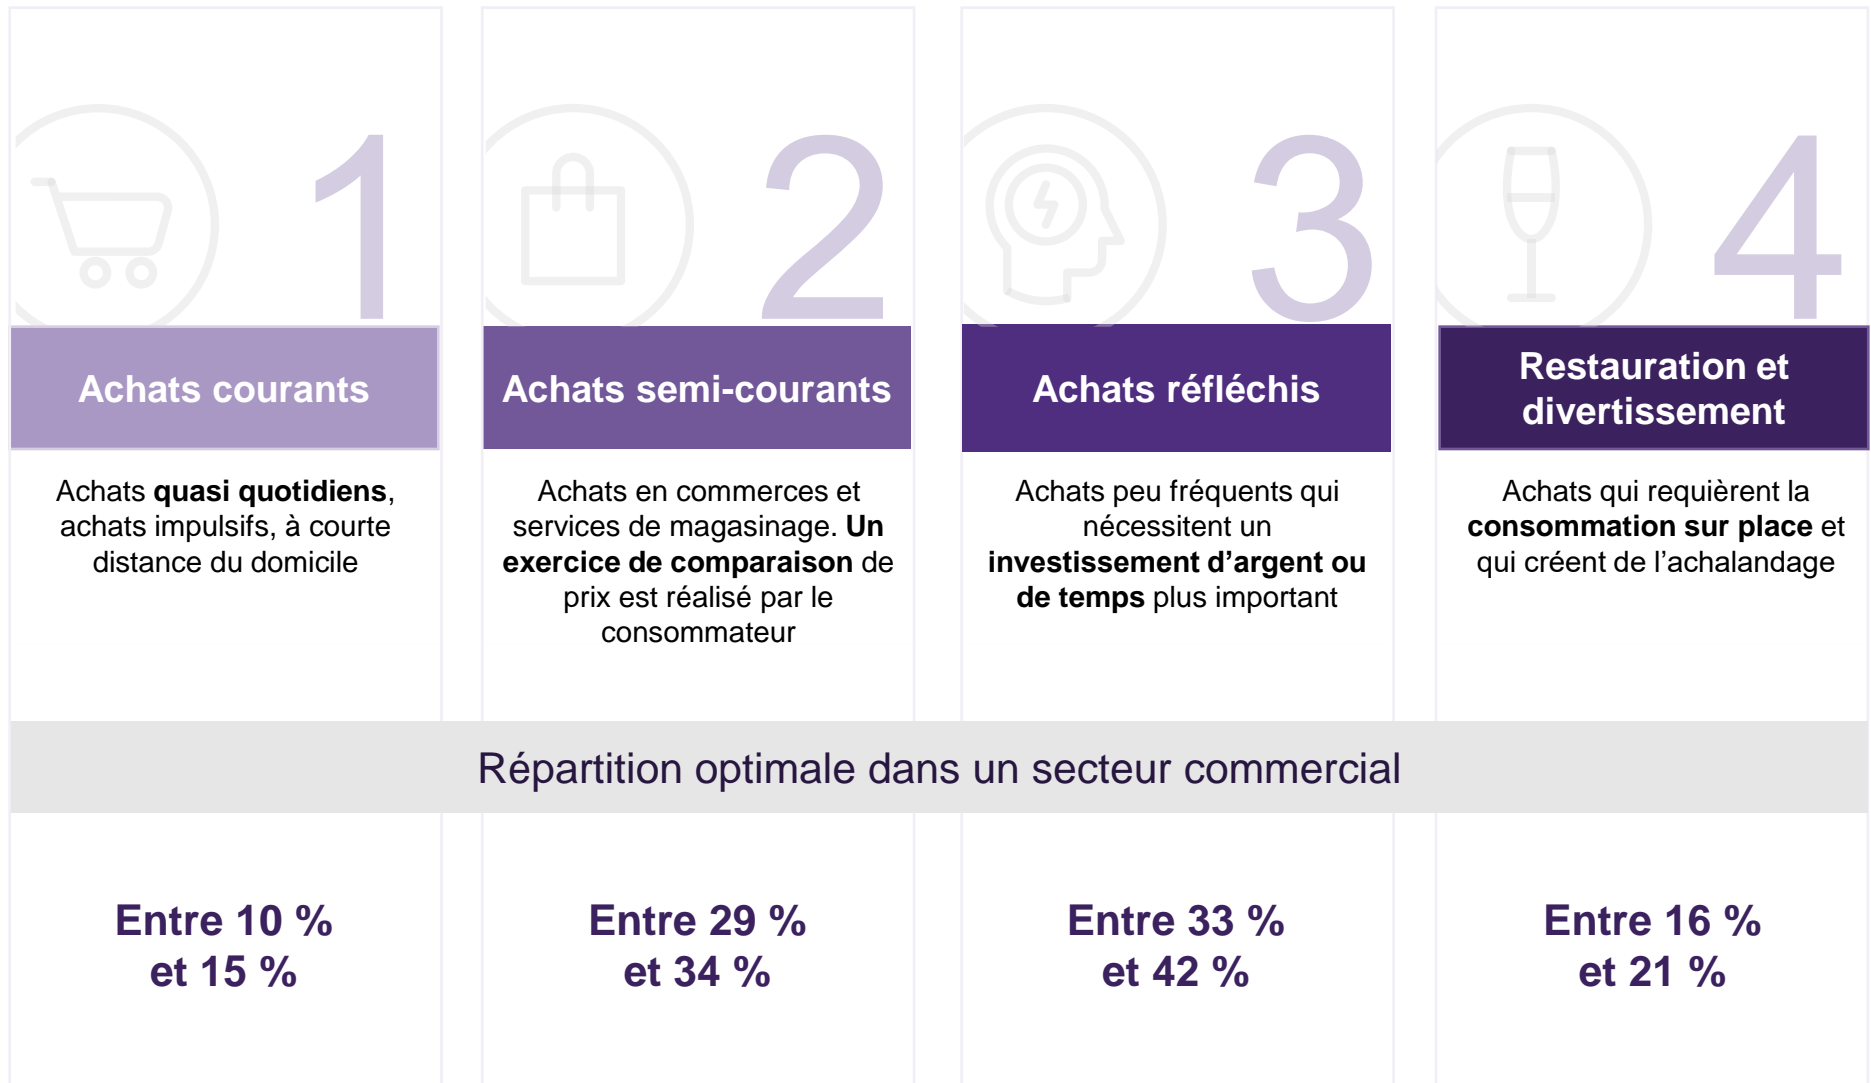 1
Achats courants
Achats quasi quotidiens,
achats impulsifs, à courte
distance du domicile
2
Achats semi-courants
Achats en commerces et
services de magasinage. Un
exercice de comparaison de
prix est réalisé par le
consommateur
3
Achats réfléchis
Achats peu fréquents qui
nécessitent un
investissement d’argent ou
de temps plus important
4
Restauration et
divertissement
Achats qui requièrent la
consommation sur place et
qui créent de l’achalandage
Répartition optimale dans un secteur commercial
Entre 10 %
et 15 %
Entre 29 %
et 34 %
Entre 33 %
et 42 %
Entre 16 %
et 21 %